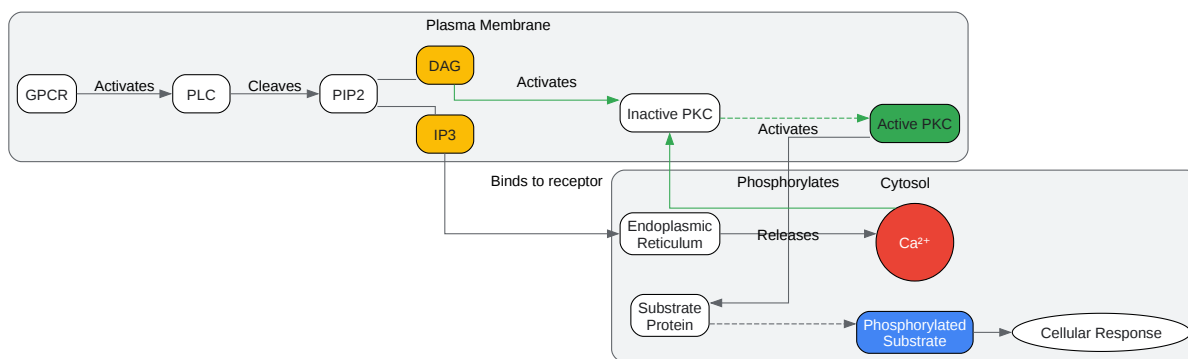 Plasma Membrane
GPCR
Activates
PLC
Cleaves
PIP2
DAG
IP3
Activates
Inactive PKC
Activates
Active PKC
Binds to receptor
Phosphorylates
Cytosol
Endoplasmic
Reticulum
Releases
Ca²⁺
Substrate
Protein
Phosphorylated
Substrate
Cellular Response